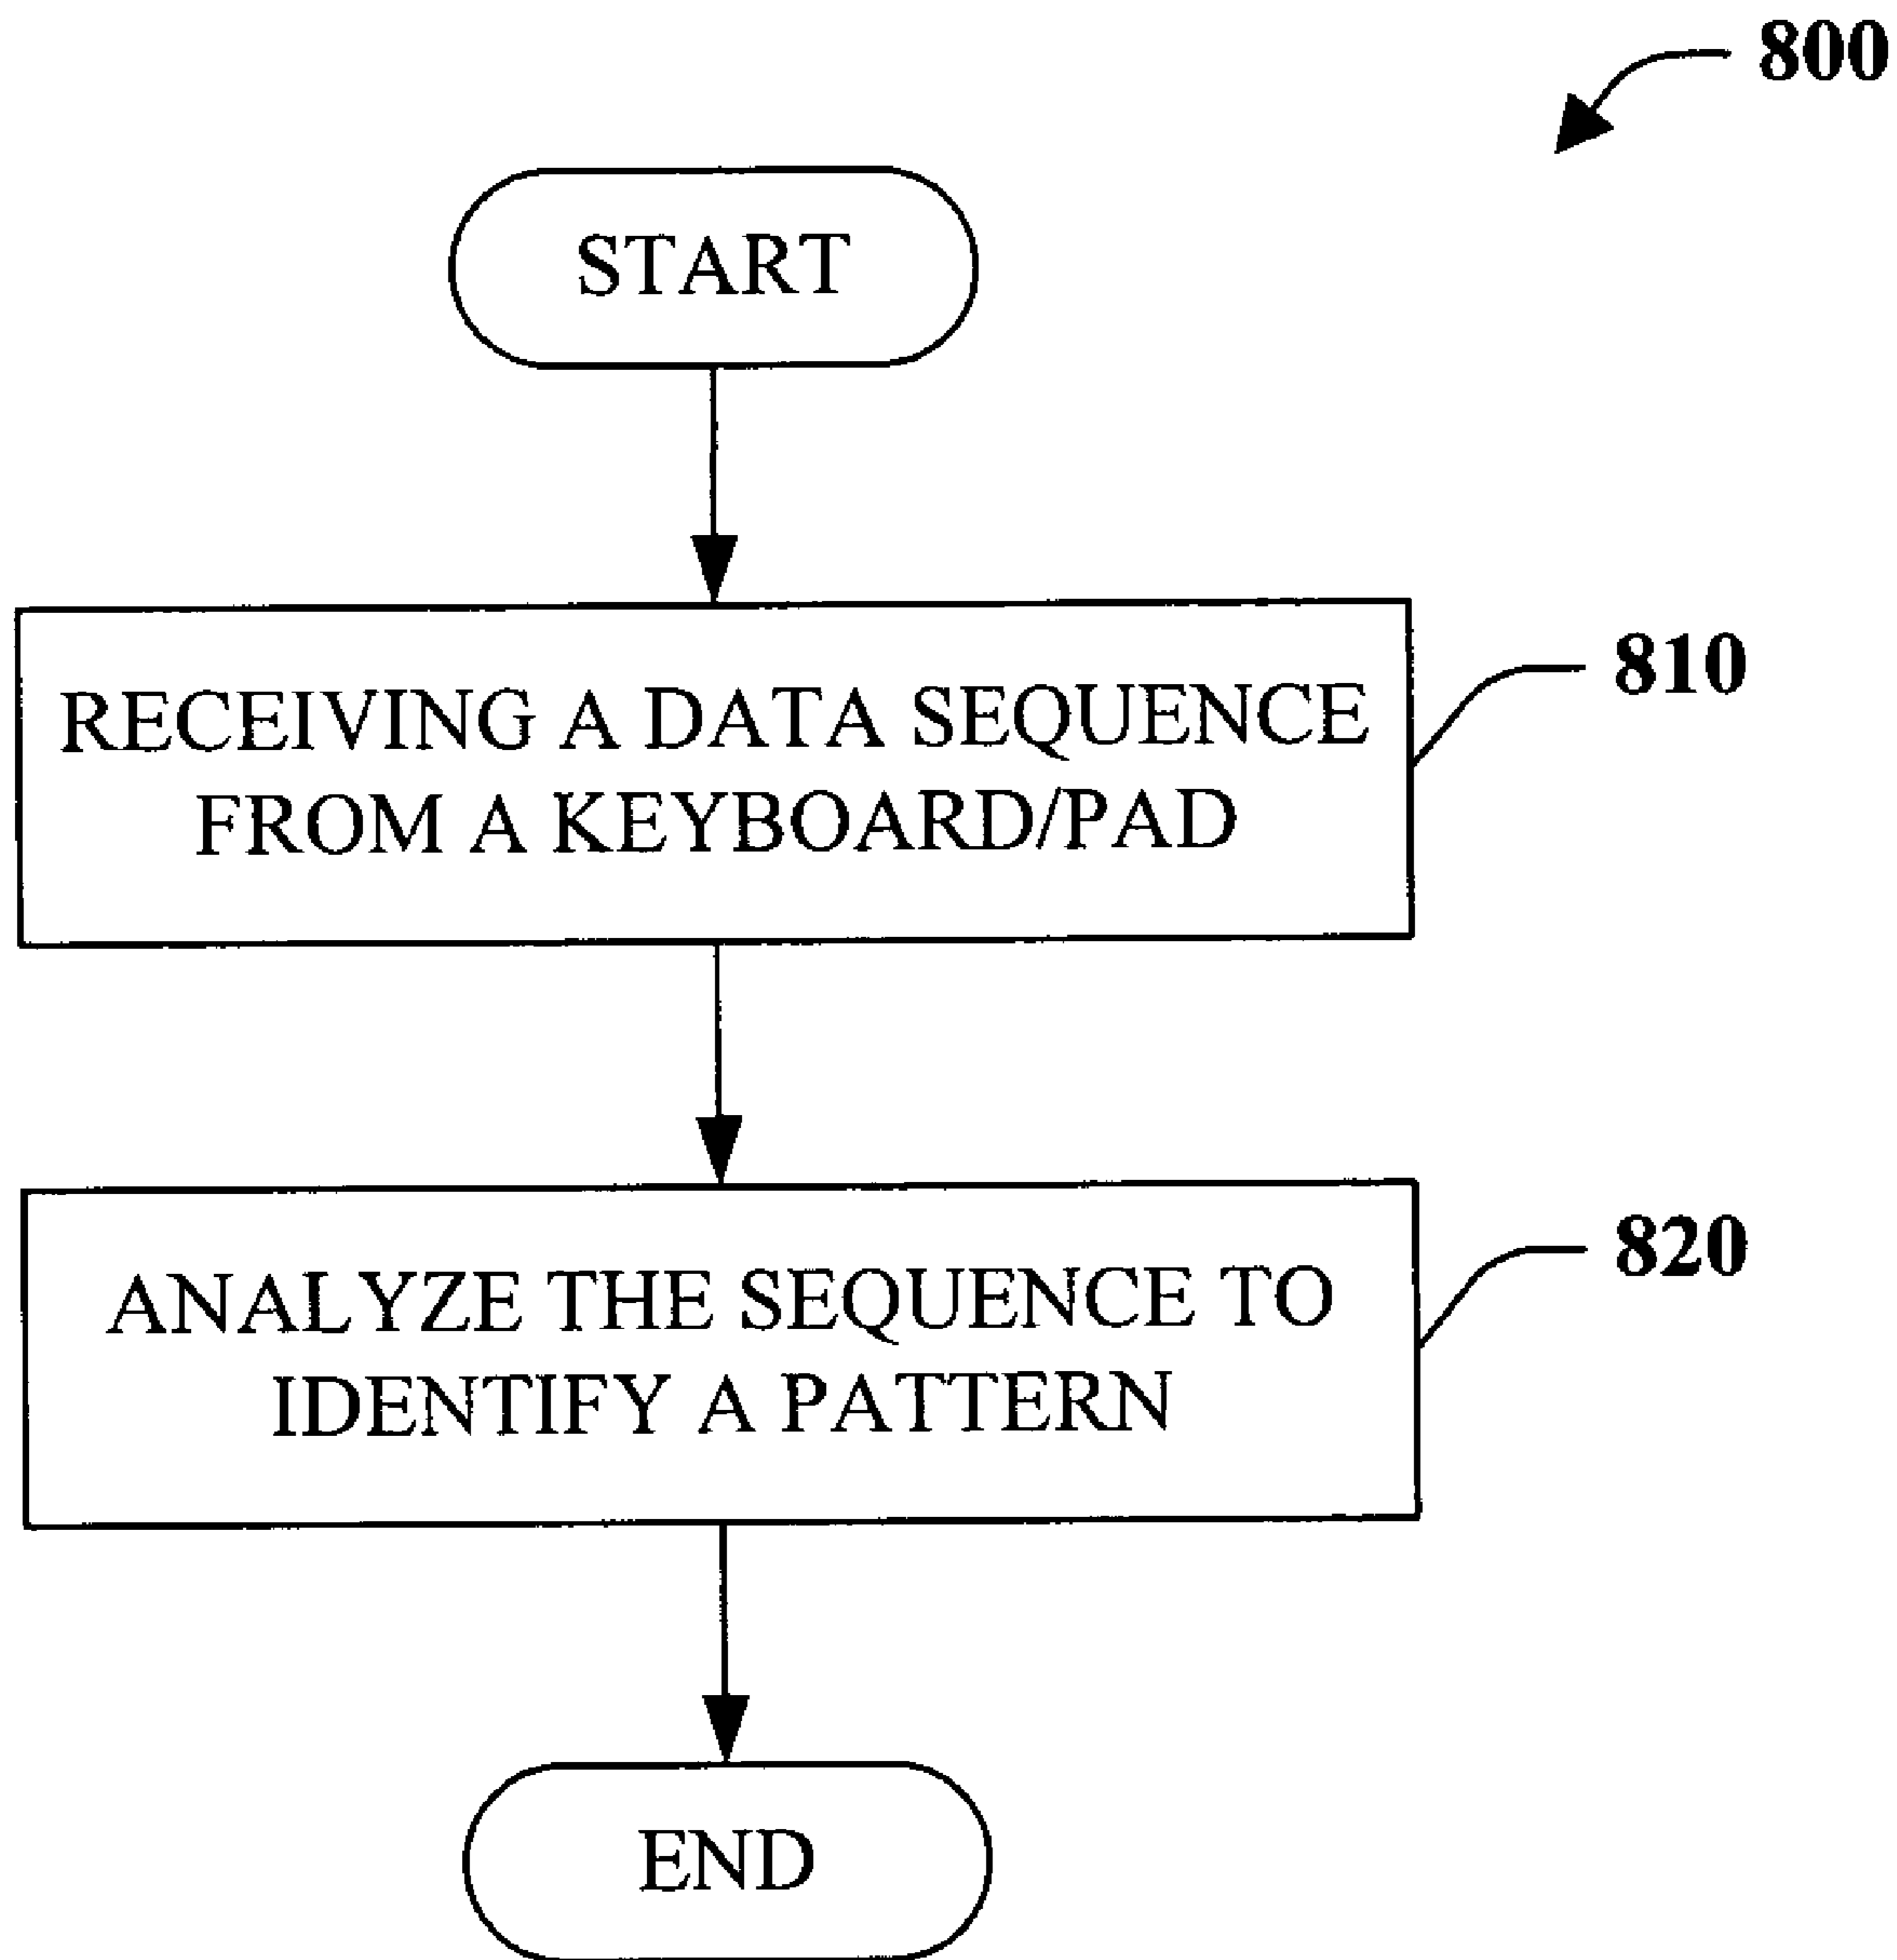 800
START
RECEIVING A DATA SEQUENCE
FROM A KEYBOARD/PAD
810
ANALYZE THE SEQUENCE TO
IDENTIFY A PATTERN
820
END